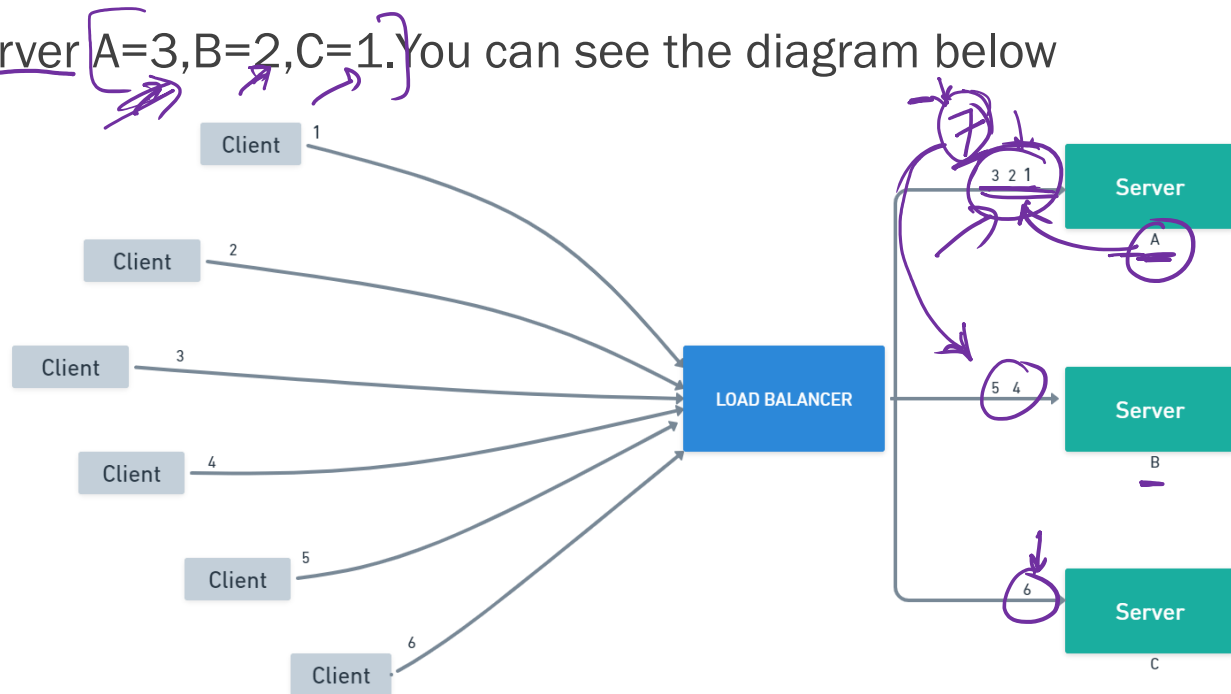 rver A=3,B=2,C=1.You can see the diagram below
7
Client 1
3 2 1
Server
A
Client 2
Client 3
LOAD BALANCER
5 4
Server
B
Client 4
Client 5
6
Server
C
Client 6